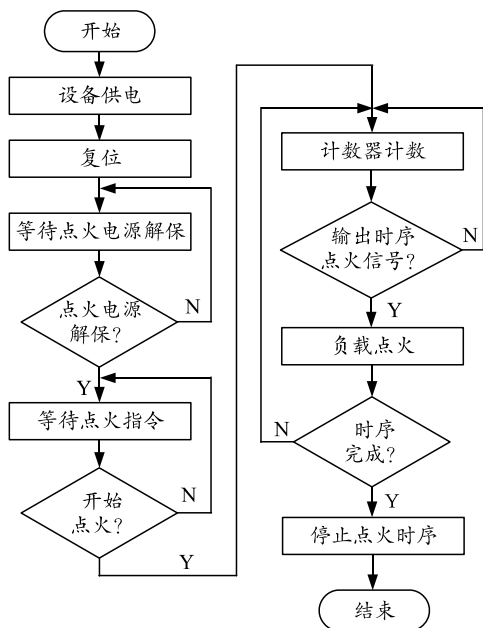 开始
设备供电
复位
等待点火电源解保
点火电源
解保？
N
Y
等待点火指令
开始
点火？
N
Y
计数器计数
输出时序
点火信号？
N
Y
负载点火
时序
完成？
N
Y
停止点火时序
结束